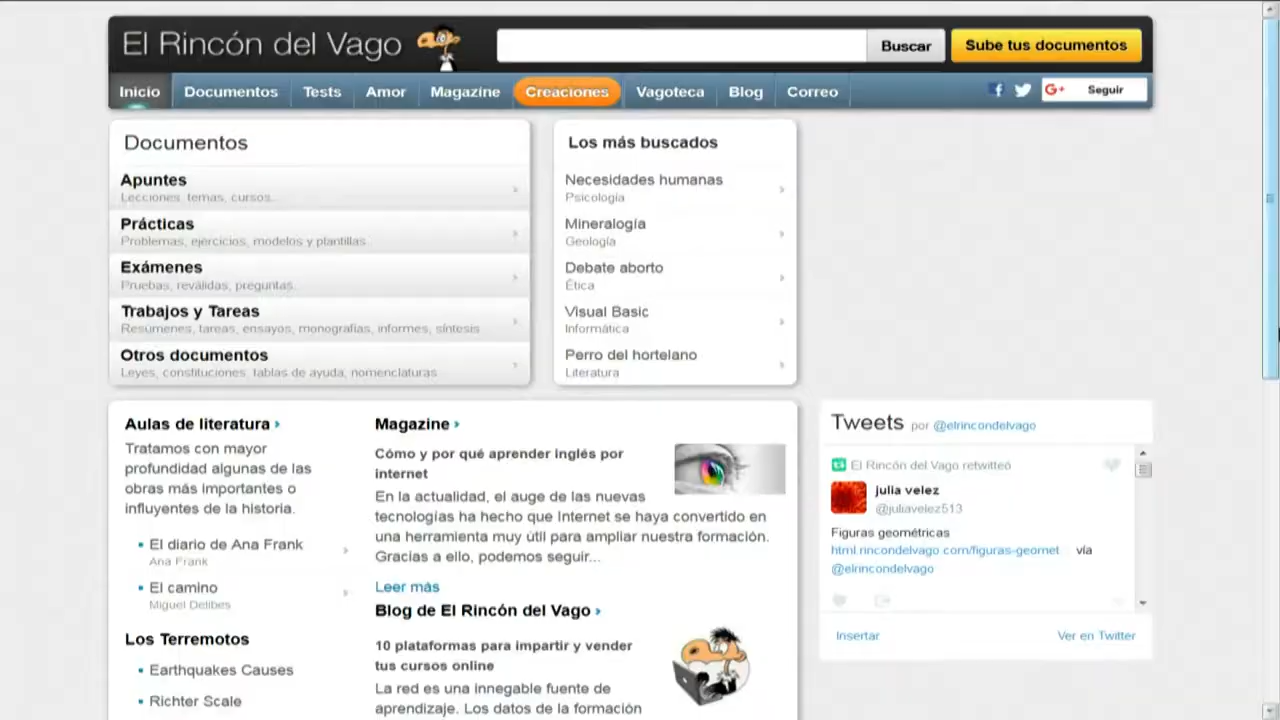 El Rincón del Vago
Buscar
Sube tus documentos
Inicio
Documentos
Tests
Amor
Magazine
Creaciones
Vagoteca
Blog
Correo
G+ Seguir
Documentos
Apuntes
Lecciones, temas, cursos...
Prácticas
Problemas, ejercicios, modelos y plantillas
Exámenes
Pruebas, reválidas, preguntas...
Trabajos y Tareas
Resúmenes, tareas, ensayos, monografías, informes, síntesis
Otros documentos
Leyes, constituciones, tablas de ayuda, nomenclaturas
Los más buscados
Necesidades humanas
Psicología
Mineralogía
Geología
Debate aborto
Ética
Visual Basic
Informática
Perro del hortelano
Literatura
Aulas de literatura
Tratamos con mayor
profundidad algunas de las
obras más importantes o
influyentes de la historia.
El diario de Ana Frank
Ana Frank
El camino
Miguel Delibes
Los Terremotos
Earthquakes Causes
Richter Scale
Magazine
Cómo y por qué aprender inglés por
internet
En la actualidad, el auge de las nuevas
tecnologías ha hecho que Internet se haya convertido en
una herramienta muy útil para ampliar nuestra formación.
Gracias a ello, podemos seguir...
Leer más
Blog de El Rincón del Vago
10 plataformas para impartir y vender
tus cursos online
La red es una innegable fuente de
aprendizaje. Los datos de la formación
Tweets por @elrincondelvago
El Rincón del Vago retwitteó
julia velez
@juliavelez513
Figuras geométricas
html.rincondelvago.com/figuras-geomet vía
@elrincondelvago
Insertar
Ver en Twitter